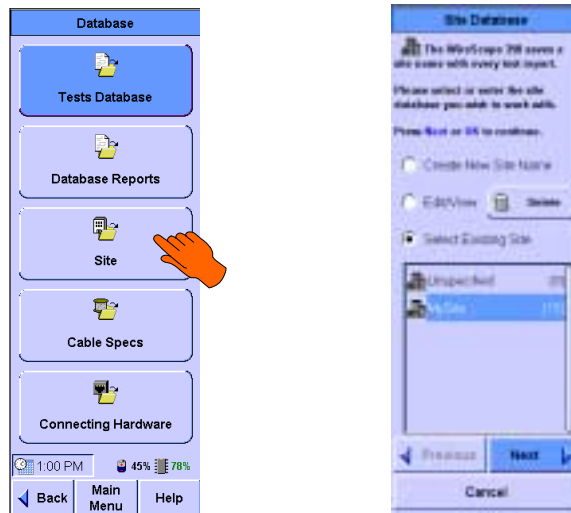 Database
Tests Database
Database Reports
Site
Cable Specs
Connecting Hardware
1:00 PM 45% 78%
Back
Main
Menu
Help
Site Database
The WireScope 350 saves a
site name with every test report.
Please select or enter the site
database you wish to work with.
Press Next or OK to continue.
Create New Site Name
Edit/View Delete
Select Existing Site
Unspecified
MySite
Previous Next
Cancel